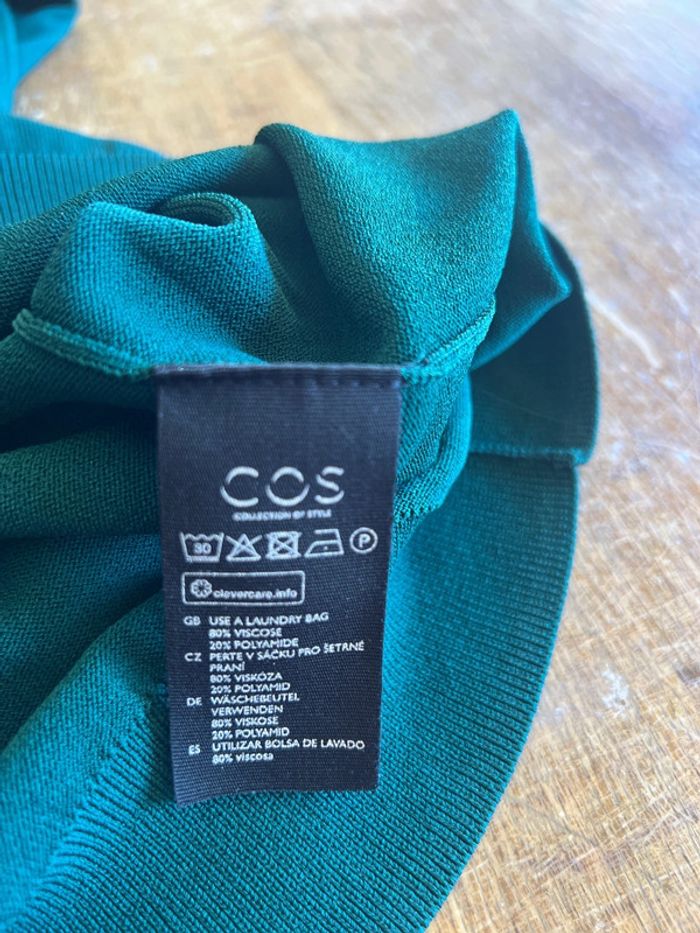 COS
COLLECTION OF STYLE
30 P
clevercare.info
GB USE A LAUNDRY BAG
80% VISCOSE
20% POLYAMIDE
CZ PERTE V SÁČKU PRO ŠETRNÉ
PRANÍ
80% VISKÓZA
20% POLYAMID
DE WÄSCHEBEUTEL
VERWENDEN
80% VISKOSE
20% POLYAMID
ES UTILIZAR BOLSA DE LAVADO
80% viscosa